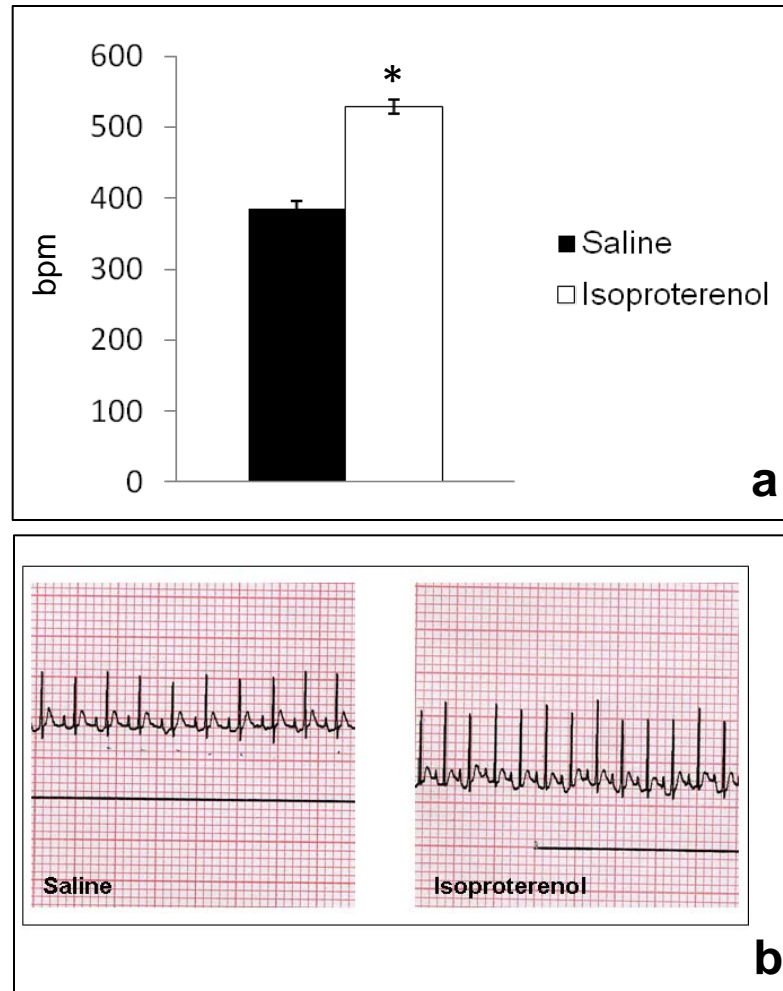 600
*
500
400
300
200
100
0
bpm
Saline
Isoproterenol
a
Saline
Isoproterenol
b